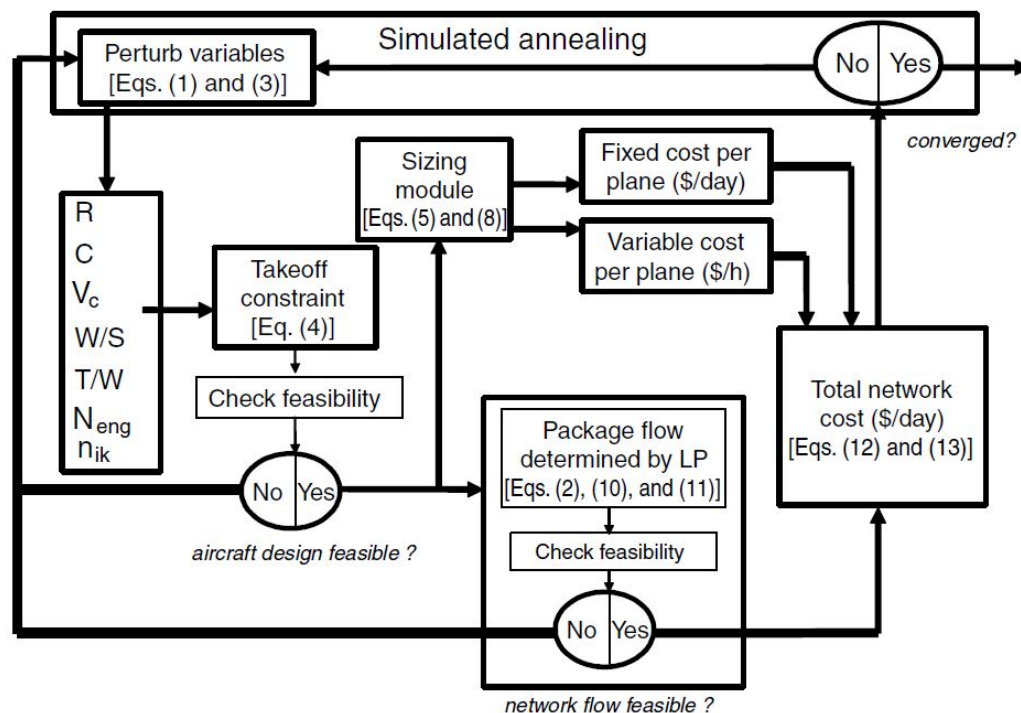 Simulated annealing
Perturb variables
[Eqs. (1) and (3)]
No Yes
converged?
R
C
Vc
W/S
T/W
Neng
nik
Takeoff
constraint
[Eq. (4)]
Check feasibility
No Yes
aircraft design feasible ?
Sizing
module
[Eqs. (5) and (8)]
Fixed cost per
plane ($/day)
Variable cost
per plane ($/h)
Package flow
determined by LP
[Eqs. (2), (10), and (11)]
Check feasibility
No Yes
network flow feasible ?
Total network
cost ($/day)
[Eqs. (12) and (13)]